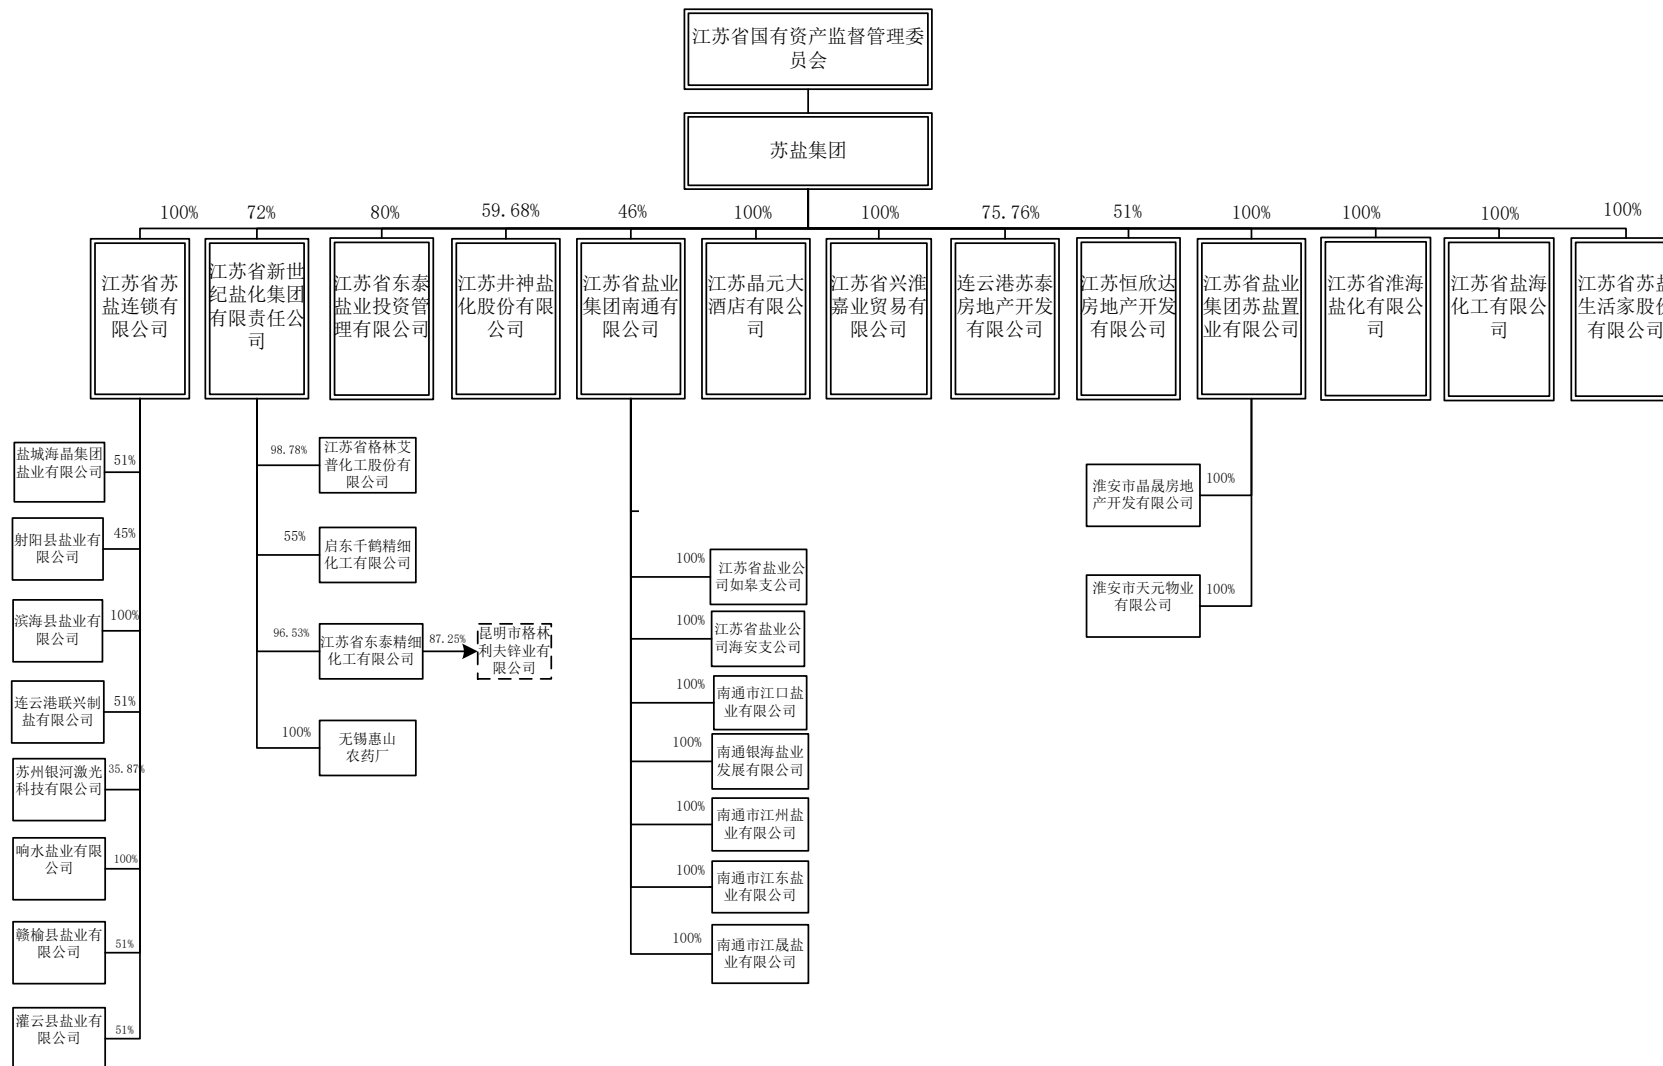 江苏省国有资产监督管理委
员会
苏盐集团
100%
72%
80%
59.68%
46%
100%
100%
75.76%
51%
100%
100%
100%
100%
江苏省苏
盐连锁有
限公司
江苏省新世
纪盐化集团
有限责任公
司
江苏省东泰
盐业投资管
理有限公司
江苏井神盐
化股份有限
公司
江苏省盐业
集团南通有
限公司
江苏晶元大
酒店有限公
司
江苏省兴淮
嘉业贸易有
限公司
连云港苏泰
房地产开发
有限公司
江苏恒欣达
房地产开发
有限公司
江苏省盐业
集团苏盐置
业有限公司
江苏省淮海
盐化有限公
司
江苏省盐海
化工有限公
司
江苏省苏盐
生活家股份
有限公司
盐城海晶集团
盐业有限公司
51%
射阳县盐业有
限公司
45%
滨海县盐业有
限公司
100%
连云港联兴制
盐有限公司
51%
苏州银河激光
科技有限公司
35.87%
响水盐业有限
公司
100%
赣榆县盐业有
限公司
51%
灌云县盐业有
限公司
51%
98.78%
江苏省格林艾
普化工股份有
限公司
55%
启东千鹤精细
化工有限公司
96.53%
江苏省东泰精细
化工有限公司
87.25%
昆明市格林
利夫锌业有
限公司
100%
无锡惠山
农药厂
100%
江苏省盐业公
司如皋支公司
100%
江苏省盐业公
司海安支公司
100%
南通市江口盐
业有限公司
100%
南通银海盐业
发展有限公司
100%
南通市江州盐
业有限公司
100%
南通市江东盐
业有限公司
100%
南通市江晟盐
业有限公司
淮安市晶晟房地
产开发有限公司
100%
淮安市天元物业
有限公司
100%